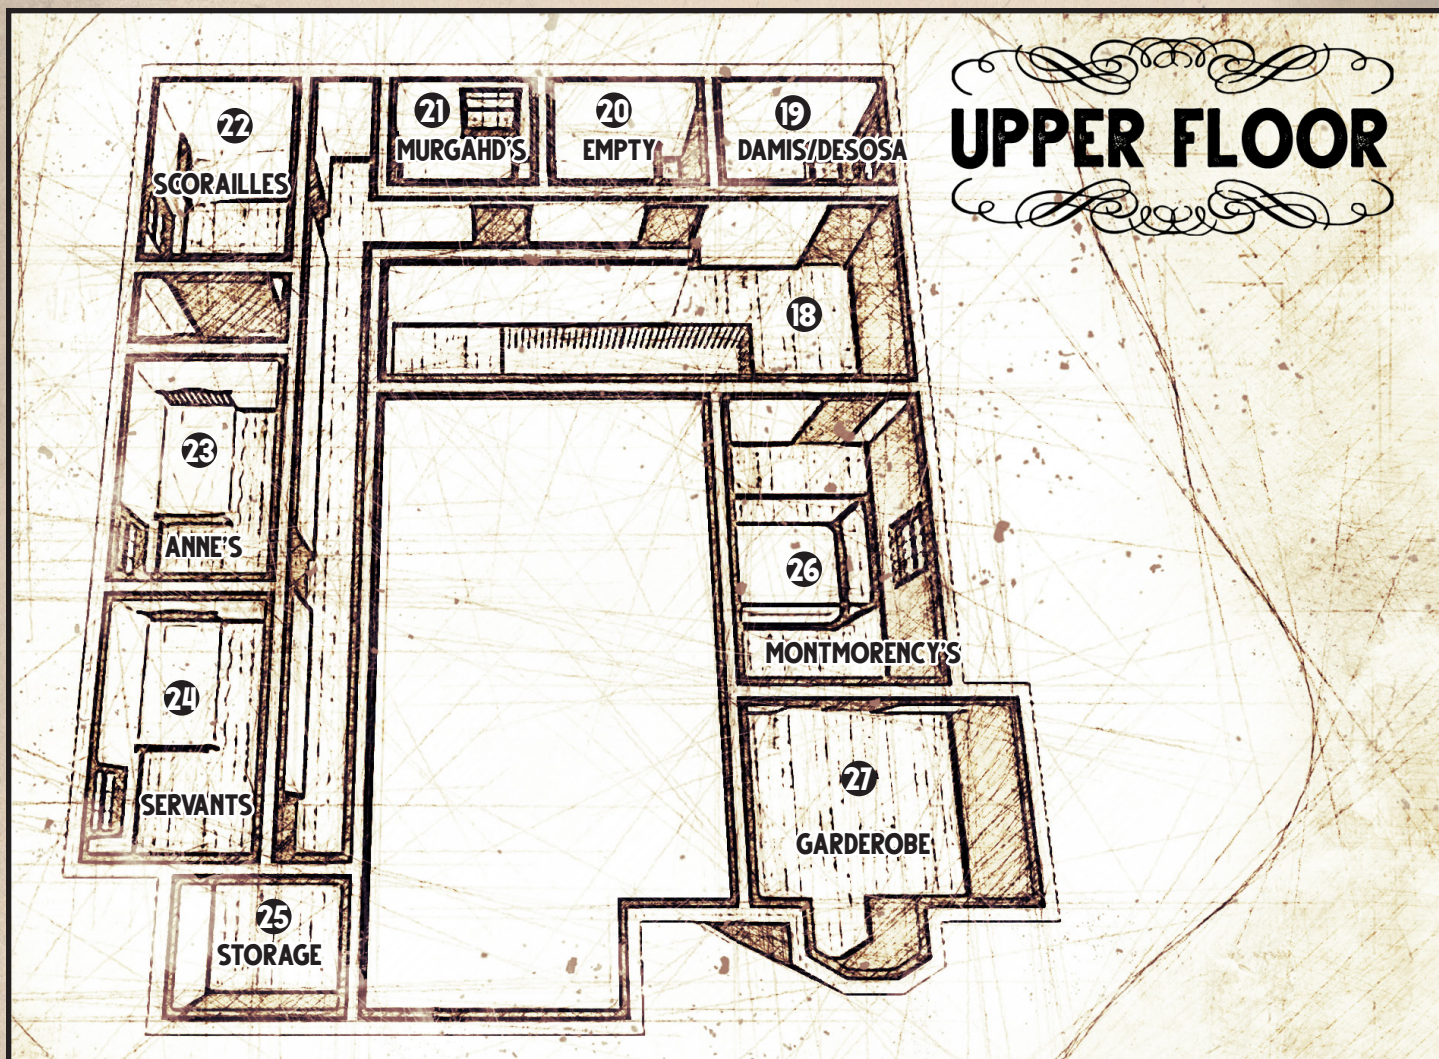 UPPER FLOOR
22
SCORAILLES
21
MURGAHD'S
20
EMPTY
19
DAMIS/DESOSA
18
23
ANNE'S
24
SERVANTS
25
STORAGE
26
MONTMORENCY'S
27
GARDEROBE